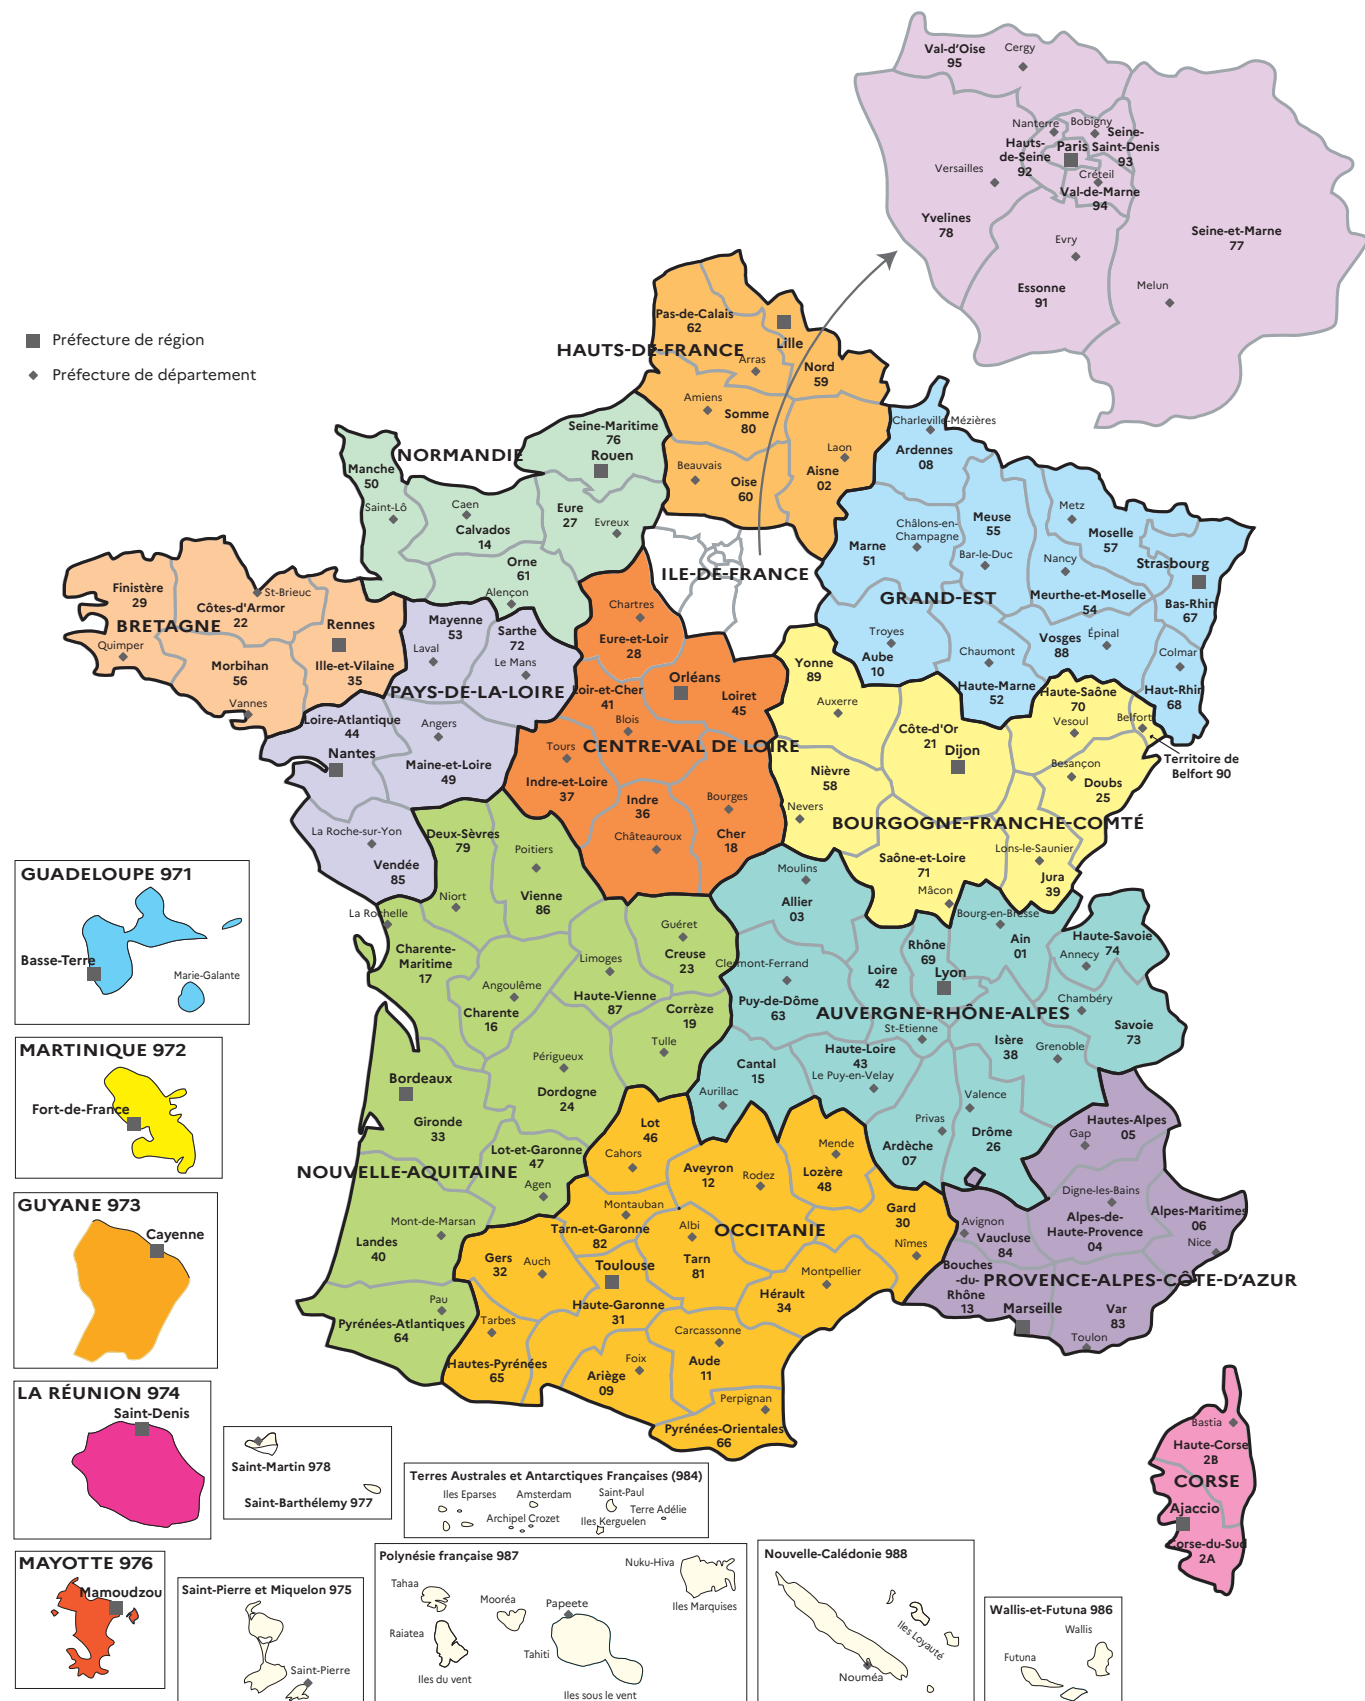 Val-d'Oise
95
Cergy
Nanterre
Bobigny
Seine-
Saint-Denis
93
Hauts-
de-Seine
92
Paris
Versailles
Créteil
Val-de-Marne
94
Yvelines
78
Seine-et-Marne
77
Evry
Essonne
91
Melun
Préfecture de région
Préfecture de département
HAUTS-DE-FRANCE
Pas-de-Calais
62
Lille
Arras
Nord
59
Amiens
Somme
80
Beauvais
Oise
60
Laon
Aisne
02
NORMANDIE
Seine-Maritime
76
Rouen
Manche
50
Saint-Lô
Caen
Calvados
14
Eure
27
Evreux
Orne
61
Alençon
ILE-DE-FRANCE
GRAND-EST
Charleville-Mézières
Ardennes
08
Marne
51
Châlons-en-
Champagne
Meuse
55
Bar-le-Duc
Metz
Moselle
57
Nancy
Meurthe-et-Moselle
54
Strasbourg
Bas-Rhin
67
Troyes
Aube
10
Chaumont
Haute-Marne
52
Vosges
88
Épinal
Colmar
Haut-Rhin
68
BRETAGNE
Finistère
29
Quimper
Côtes-d'Armor
22
St-Brieuc
Morbihan
56
Vannes
Rennes
Ille-et-Vilaine
35
PAYS-DE-LA-LOIRE
Mayenne
53
Laval
Sarthe
72
Le Mans
Loire-Atlantique
44
Nantes
Angers
Maine-et-Loire
49
La Roche-sur-Yon
Vendée
85
CENTRE-VAL DE LOIRE
Chartres
Eure-et-Loir
28
Orléans
Loiret
45
Loir-et-Cher
41
Blois
Tours
Indre-et-Loire
37
Indre
36
Châteauroux
Bourges
Cher
18
BOURGOGNE-FRANCHE-COMTÉ
Yonne
89
Auxerre
Côte-d'Or
21
Dijon
Nièvre
58
Nevers
Haute-Saône
70
Vesoul
Belfort
Territoire de
Belfort 90
Besançon
Doubs
25
Saône-et-Loire
71
Mâcon
Lons-le-Saunier
Jura
39
NOUVELLE-AQUITAINE
Deux-Sèvres
79
Niort
Poitiers
Vienne
86
La Rochelle
Charente-
Maritime
17
Angoulême
Charente
16
Limoges
Haute-Vienne
87
Guéret
Creuse
23
Corrèze
19
Tulle
Périgueux
Dordogne
24
Bordeaux
Gironde
33
Lot-et-Garonne
47
Agen
Mont-de-Marsan
Landes
40
Pau
Pyrénées-Atlantiques
64
AUVERGNE-RHÔNE-ALPES
Moulins
Allier
03
Clermont-Ferrand
Puy-de-Dôme
63
Cantal
15
Aurillac
Loire
42
Rhône
69
Lyon
Bourg-en-Bresse
Ain
01
Haute-Savoie
74
Annecy
Chambéry
Savoie
73
St-Etienne
Haute-Loire
43
Le Puy-en-Velay
Isère
38
Grenoble
Valence
Privas
Ardèche
07
Drôme
26
OCCITANIE
Lot
46
Cahors
Aveyron
12
Rodez
Mende
Lozère
48
Gard
30
Nîmes
Montauban
Tarn-et-Garonne
82
Albi
Tarn
81
Gers
32
Auch
Toulouse
Haute-Garonne
31
Montpellier
Hérault
34
Tarbes
Hautes-Pyrénées
65
Foix
Ariège
09
Carcassonne
Aude
11
Perpignan
Pyrénées-Orientales
66
PROVENCE-ALPES-CÔTE-D'AZUR
Hautes-Alpes
05
Gap
Digne-les-Bains
Alpes-de-
Haute-Provence
04
Alpes-Maritimes
06
Nice
Avignon
Vaucluse
84
Bouches
-du-
Rhône
13
Marseille
Var
83
Toulon
CORSE
Bastia
Haute-Corse
2B
Ajaccio
Corse-du-Sud
2A
GUADELOUPE 971
Basse-Terre
Marie-Galante
MARTINIQUE 972
Fort-de-France
GUYANE 973
Cayenne
LA RÉUNION 974
Saint-Denis
MAYOTTE 976
Mamoudzou
Saint-Martin 978
Saint-Barthélemy 977
Terres Australes et Antarctiques Françaises (984)
Iles Eparses
Amsterdam
Saint-Paul
Archipel Crozet
Iles Kerguelen
Terre Adélie
Saint-Pierre et Miquelon 975
Saint-Pierre
Polynésie française 987
Nuku-Hiva
Iles Marquises
Tahaa
Raiatea
Iles du vent
Mooréa
Papeete
Tahiti
Iles sous le vent
Nouvelle-Calédonie 988
Iles Loyauté
Nouméa
Wallis-et-Futuna 986
Wallis
Futuna